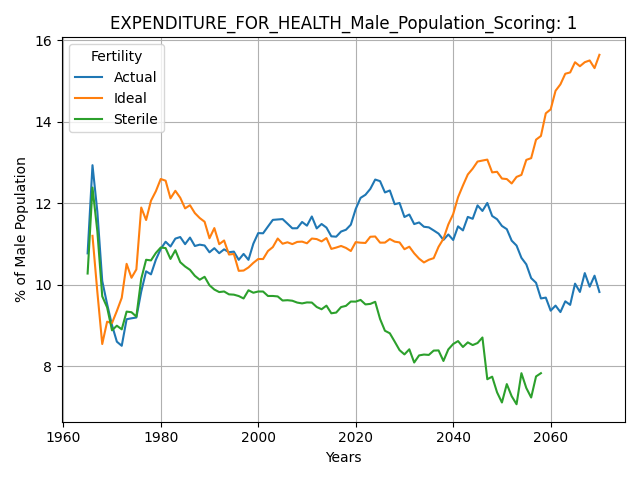 EXPENDITURE_FOR_HEALTH_Male_Population_Scoring: 1
Fertility
Actual
Ideal
Sterile
% of Male Population
16
14
12
10
8
1960
1980
2000
2020
2040
2060
Years